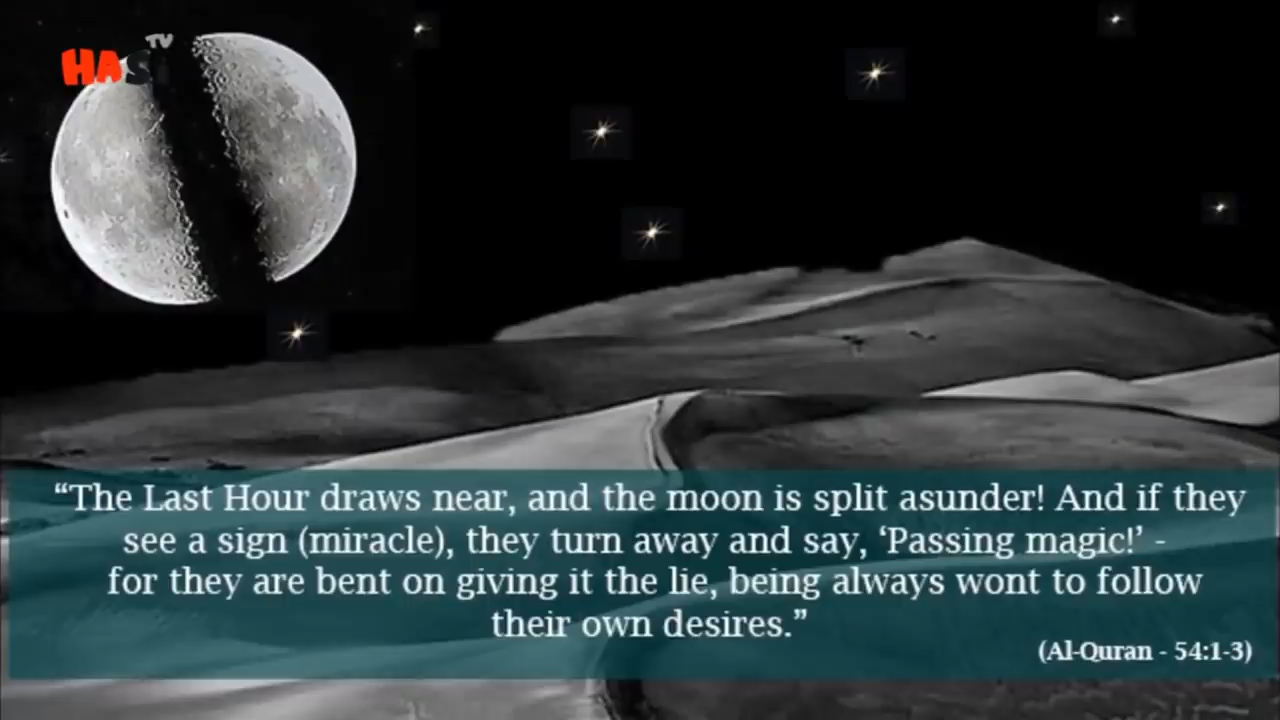 TV
HASi
“The Last Hour draws near, and the moon is split asunder! And if they
see a sign (miracle), they turn away and say, ‘Passing magic!’ -
for they are bent on giving it the lie, being always wont to follow
their own desires.”
(Al-Quran - 54:1-3)